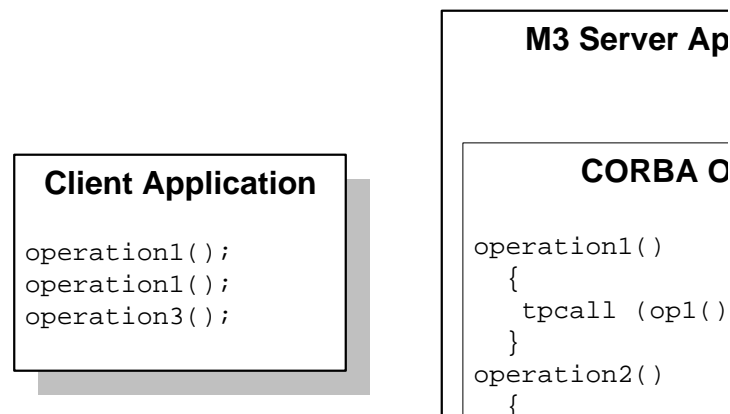 M3 Server Ap
Client Application
operation1();
operation1();
operation3();
CORBA O
operation1()
{
tpcall (op1()
}
operation2()
{